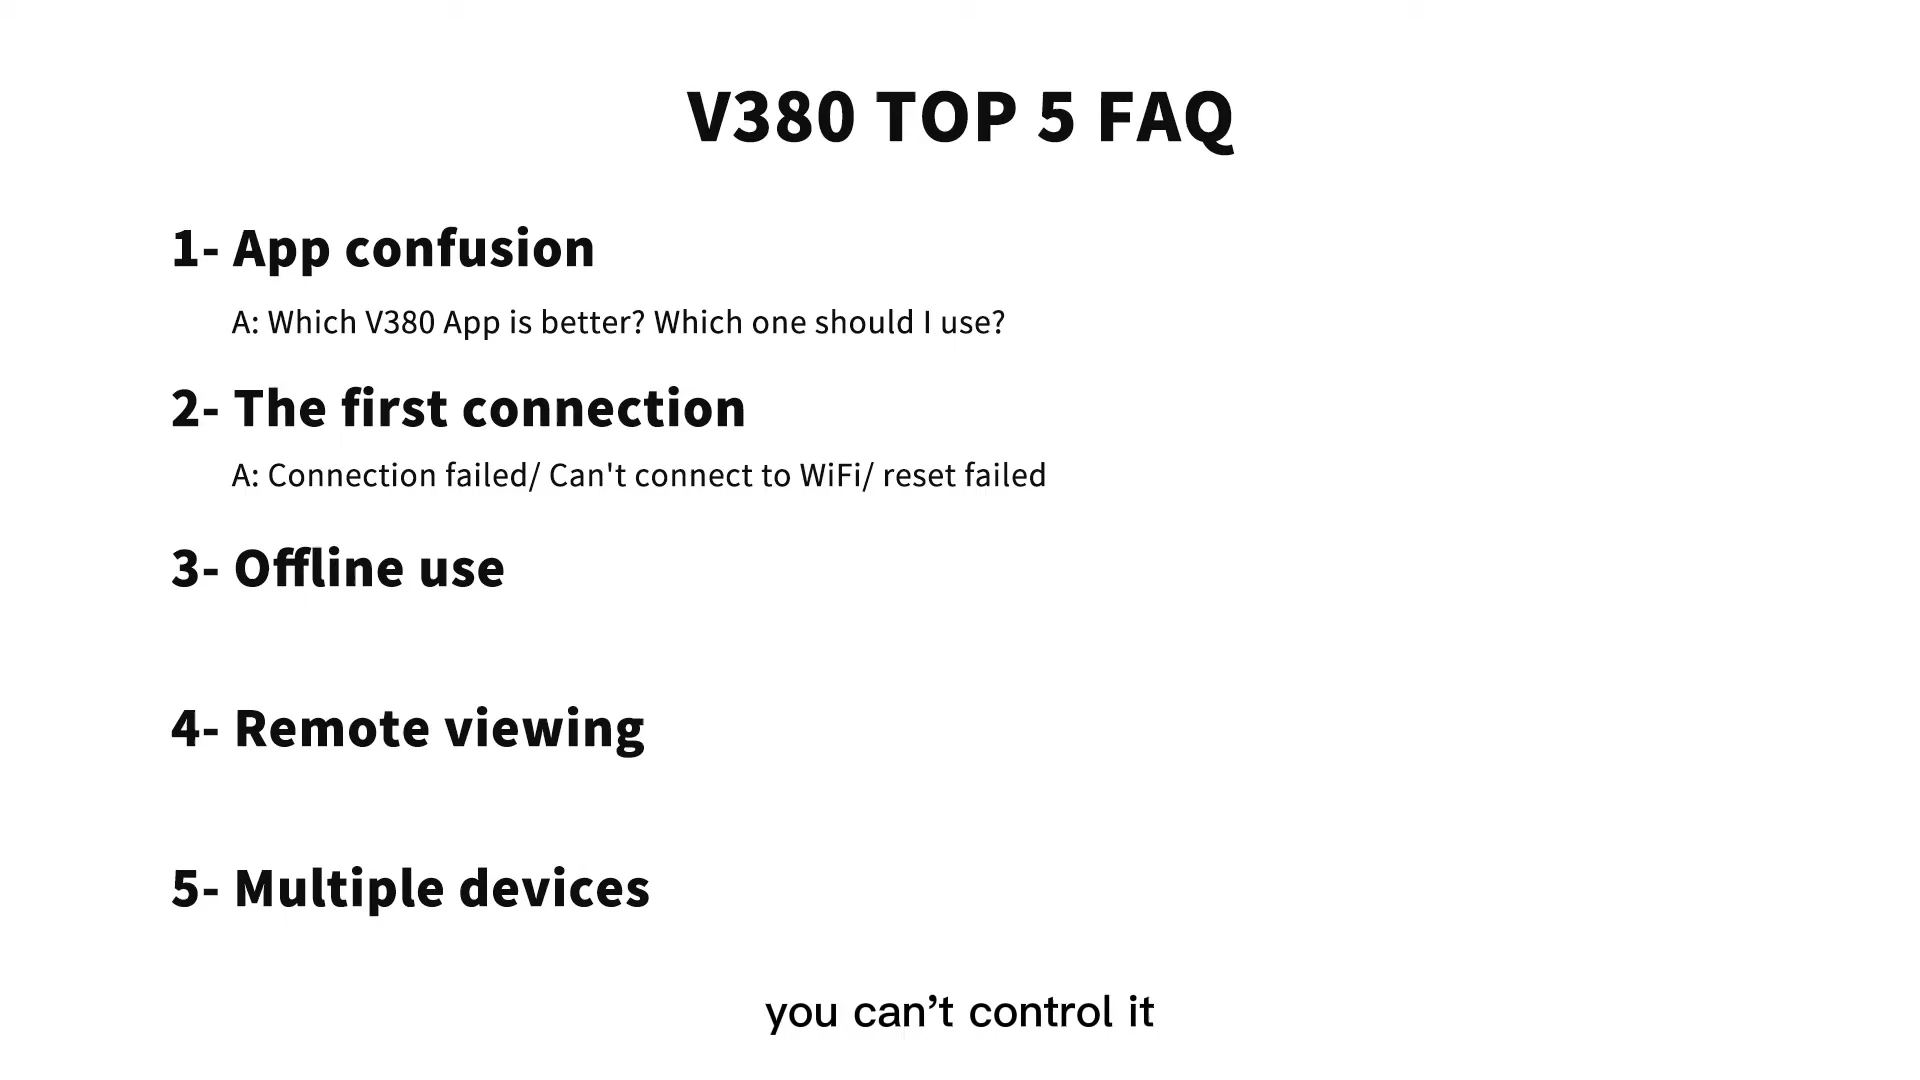 V380 TOP 5 FAQ
1- App confusion
A: Which V380 App is better? Which one should I use?
2- The first connection
A: Connection failed/ Can't connect to WiFi/ reset failed
3- Offline use
4- Remote viewing
5- Multiple devices
you can’t control it